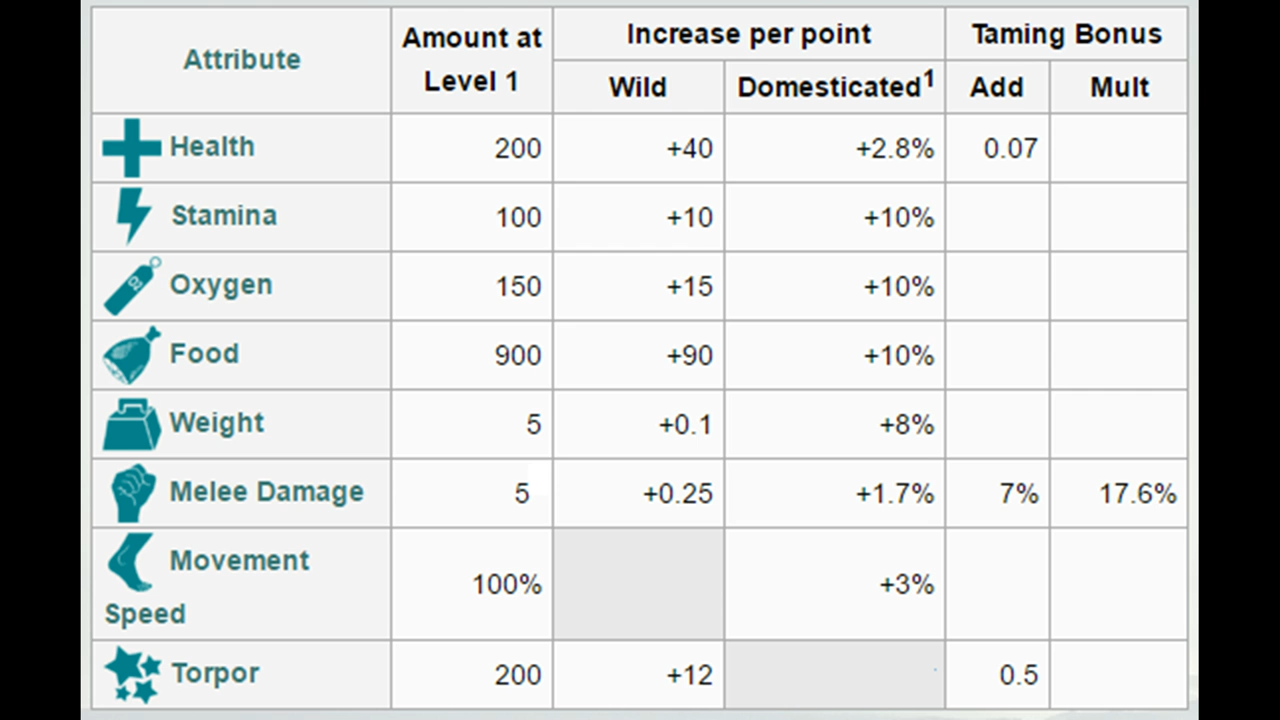 Attribute
Amount at
Level 1
Increase per point
Taming Bonus
Wild
Domesticated1
Add
Mult
Health 200 +40 +2.8% 0.07
Stamina 100 +10 +10%
Oxygen 150 +15 +10%
Food 900 +90 +10%
Weight 5 +0.1 +8%
Melee Damage 5 +0.25 +1.7% 7% 17.6%
Movement
Speed 100% +3%
Torpor 200 +12 0.5